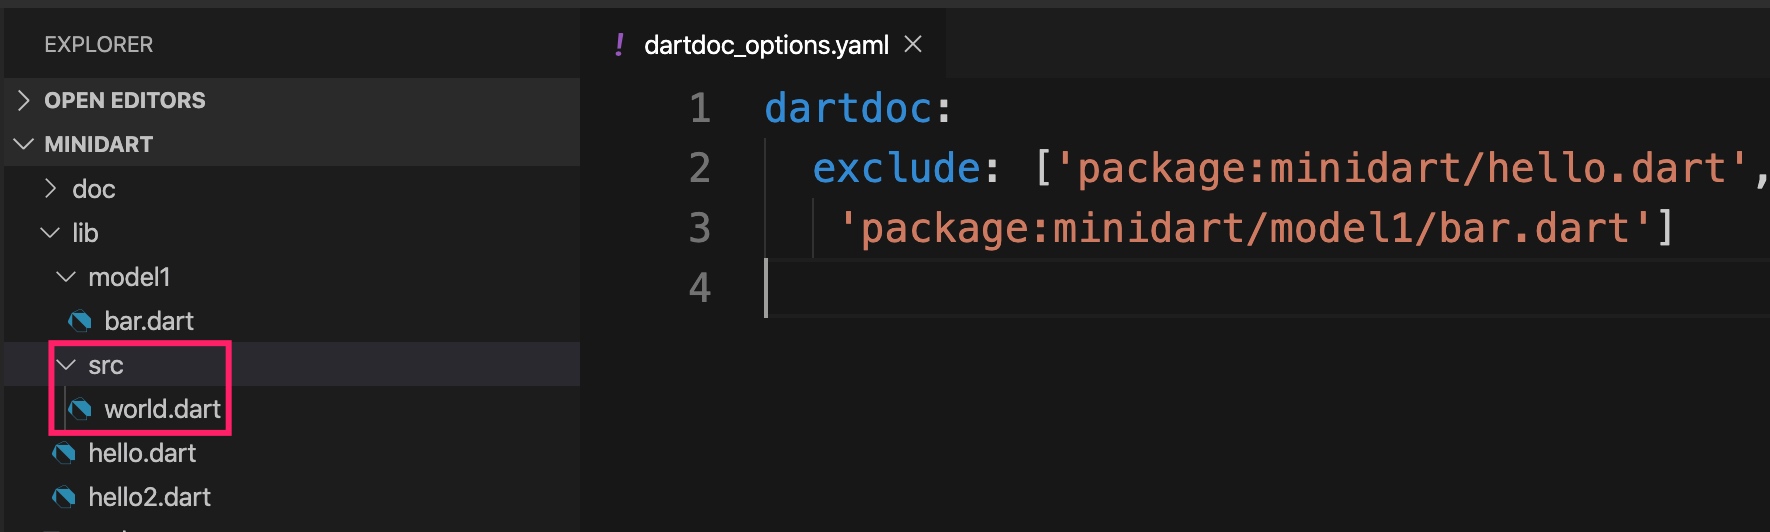 EXPLORER
OPEN EDITORS
MINIDART
doc
lib
model1
bar.dart
src
world.dart
hello.dart
hello2.dart
! dartdoc_options.yaml
1 dartdoc:
2 exclude: ['package:minidart/hello.dart',
3 'package:minidart/model1/bar.dart']
4